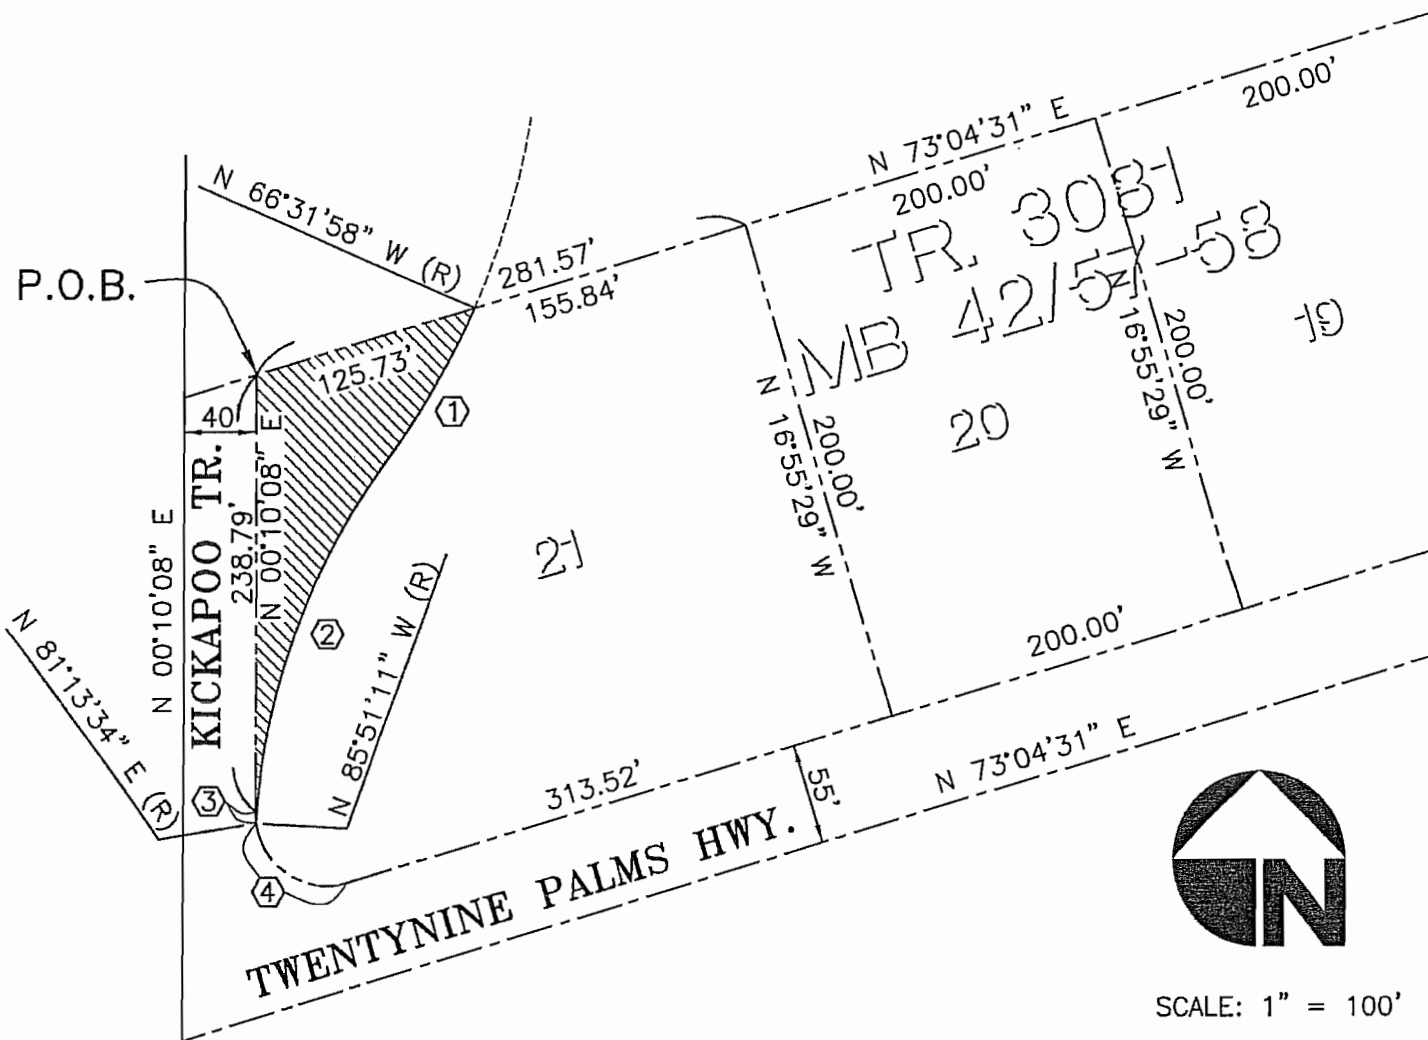 200.00'
N 73°04'31" E
200.00'
N 66°31'58" W (R)
TR. 3081
MB 42/57-58
P.O.B.
281.57'
155.84'
125.73'
1
40'
N 16°55'29" W
200.00'
N 16°55'29" W
200.00'
19
20
21
KICKAPOO TR.
N 00°10'08" E
238.79'
N 00°10'08" E
2
N 85°51'11" W (R)
N 81°13'34" E (R)
3
4
200.00'
313.52'
55'
N 73°04'31" E
TWENTYNINE PALMS HWY.
N
SCALE: 1" = 100'